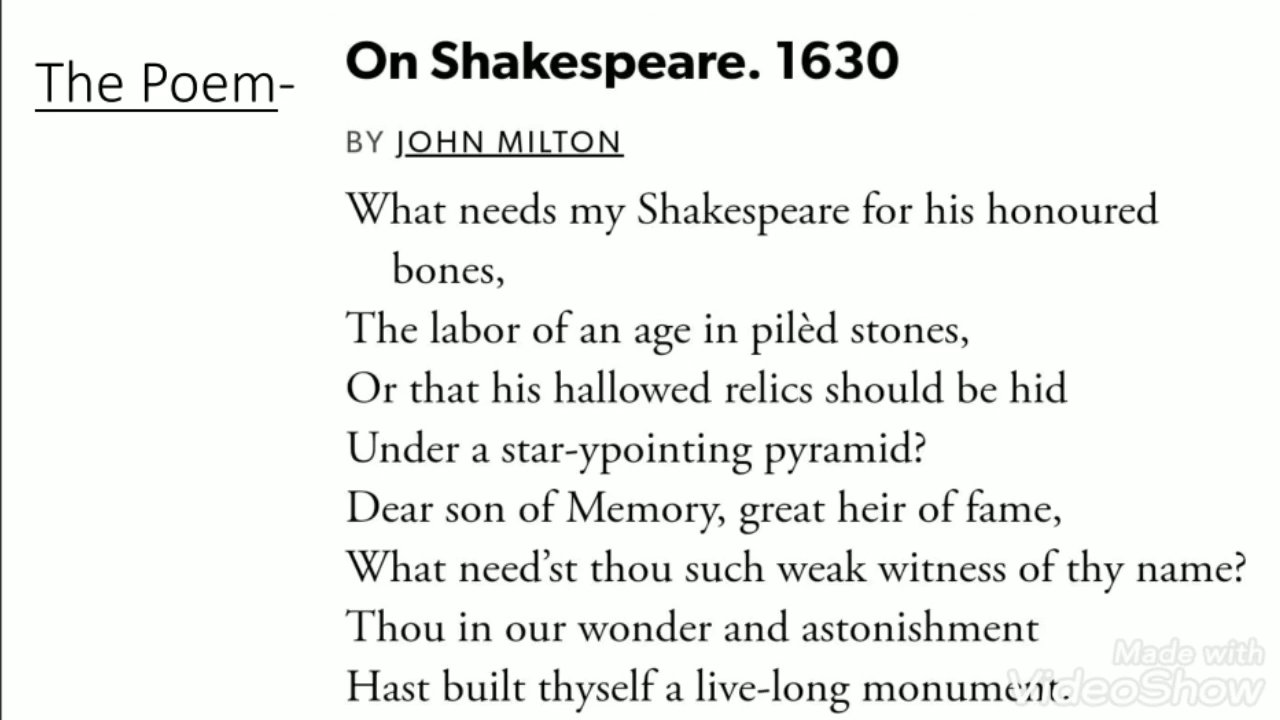 The Poem-
On Shakespeare. 1630
BY JOHN MILTON
What needs my Shakespeare for his honoured
bones,
The labor of an age in pilèd stones,
Or that his hallowed relics should be hid
Under a star-ypointing pyramid?
Dear son of Memory, great heir of fame,
What need’st thou such weak witness of thy name?
Thou in our wonder and astonishment
Hast built thyself a live-long monument.
Made with
VideoShow